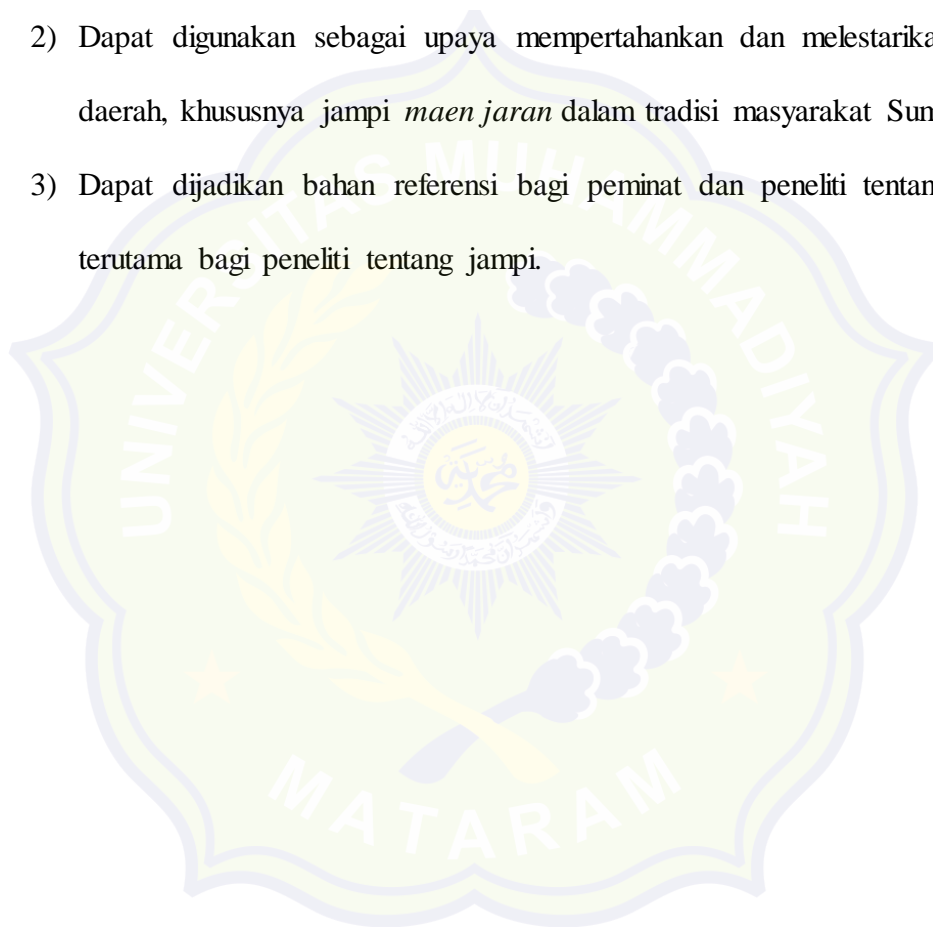 2) Dapat digunakan sebagai upaya mempertahankan dan melestarika
daerah, khususnya jampi maen jaran dalam tradisi masyarakat Sum
3) Dapat dijadikan bahan referensi bagi peminat dan peneliti tentan
terutama bagi peneliti tentang jampi.
UNIVERSITAS MUHAMMADIYAH
MATARAM